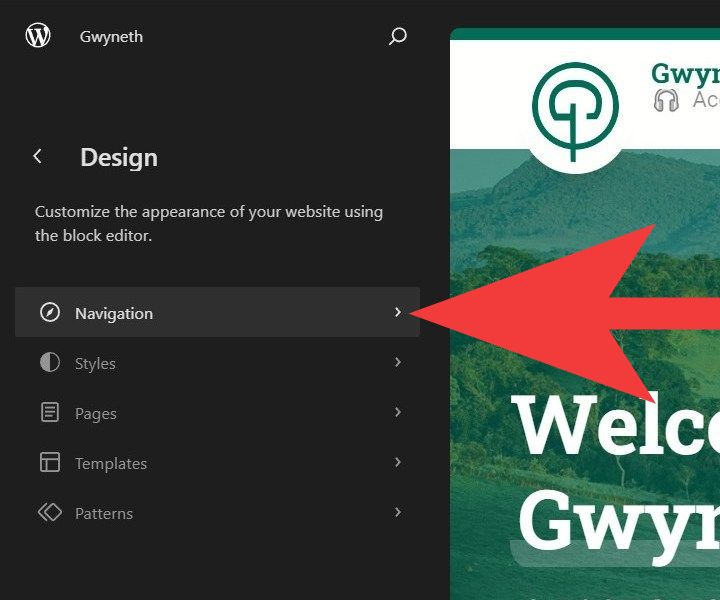 Gwyneth
Design
Customize the appearance of your website using
the block editor.
Navigation
Styles
Pages
Templates
Patterns
Gwyn
Acc
Welco
Gwyn